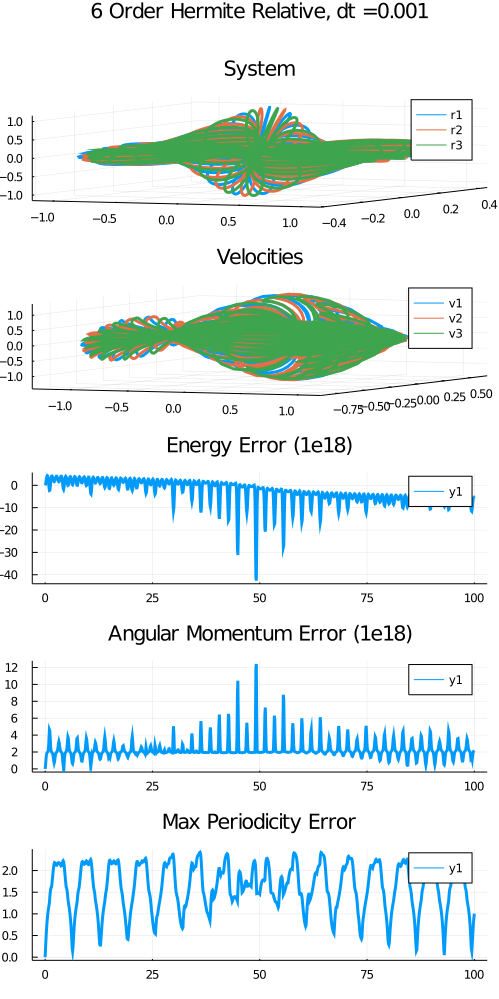 6 Order Hermite Relative, dt =0.001
System
1.0
0.5
0.0
−0.5
−1.0
r1
r2
r3
−1.0 −0.5 0.0 0.5 1.0 −0.4 −0.2 0.0 0.2 0.4
Velocities
1.0
0.5
0.0
−0.5
−1.0
v1
v2
v3
−1.0 −0.5 0.0 0.5 1.0 −0.75 −0.50 −0.25 0.00 0.25 0.50
Energy Error (1e18)
0
−10
−20
−30
−40
y1
0 25 50 75 100
Angular Momentum Error (1e18)
12
10
8
6
4
2
0
y1
0 25 50 75 100
Max Periodicity Error
2.0
1.5
1.0
0.5
0.0
y1
0 25 50 75 100